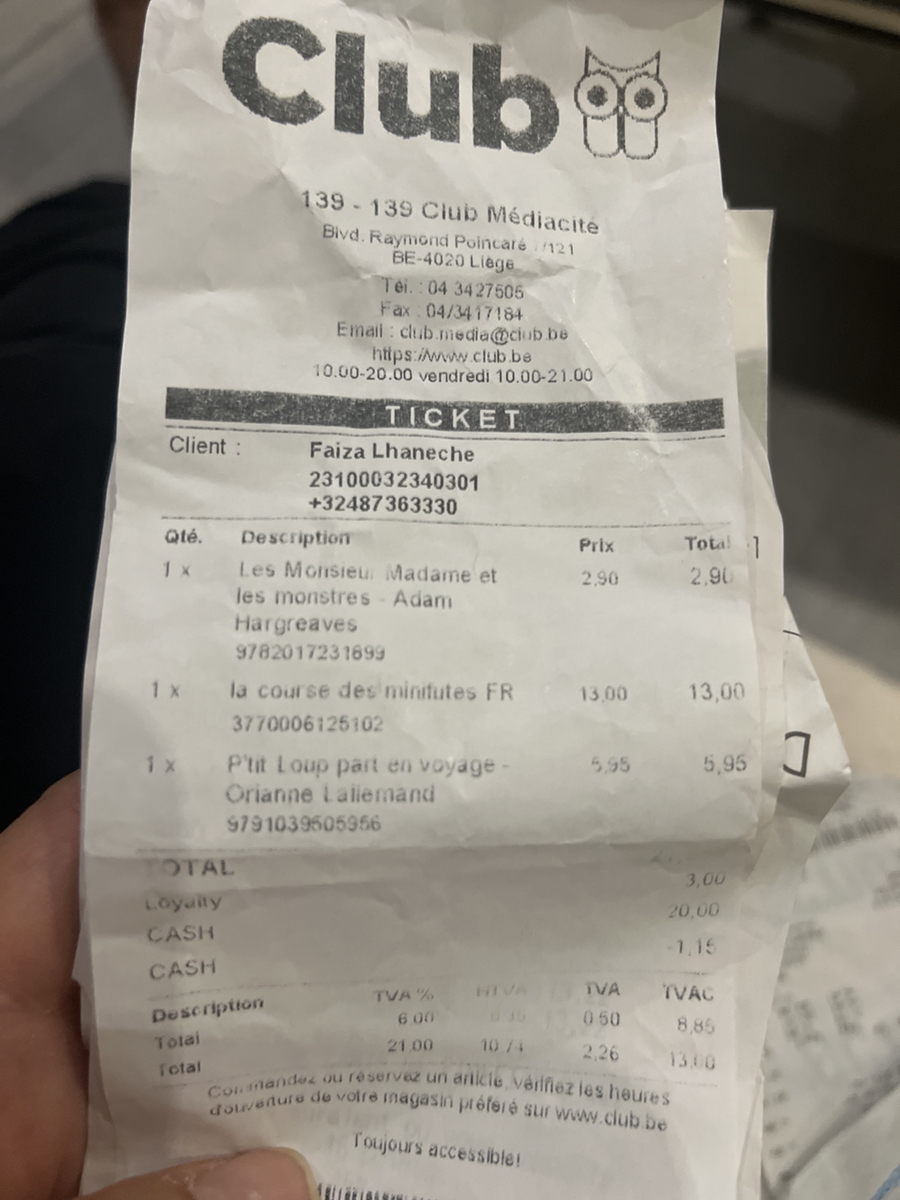 Club
139 - 139 Club Médiacité
Blvd. Raymond Poincaré 7/121
BE-4020 Liège
Tél. : 04 3427505
Fax : 04/3417184
Email : club.media@club.be
https://www.club.be
10.00-20.00 vendredi 10.00-21.00
TICKET
Client : Faiza Lhaneche
23100032340301
+32487363330
Qté. Description Prix Total
1 x Les Monsieur Madame et 2,90 2,90
les monstres - Adam
Hargreaves
9782017231699
1 x la course des minifutes FR 13,00 13,00
3770006125102
1 x P'tit Loup part en voyage - 5,95 5,95
Orianne Lallemand
9791039505956
TOTAL
Loyalty 3,00
CASH 20,00
CASH -1,15
Description TVA % HTVA TVA TVAC
Total 6.00 0.50 8,85
Total 21.00 10.74 2,26 13,00
Commandez ou réservez un article, vérifiez les heures
d'ouverture de votre magasin préféré sur www.club.be
Toujours accessible!